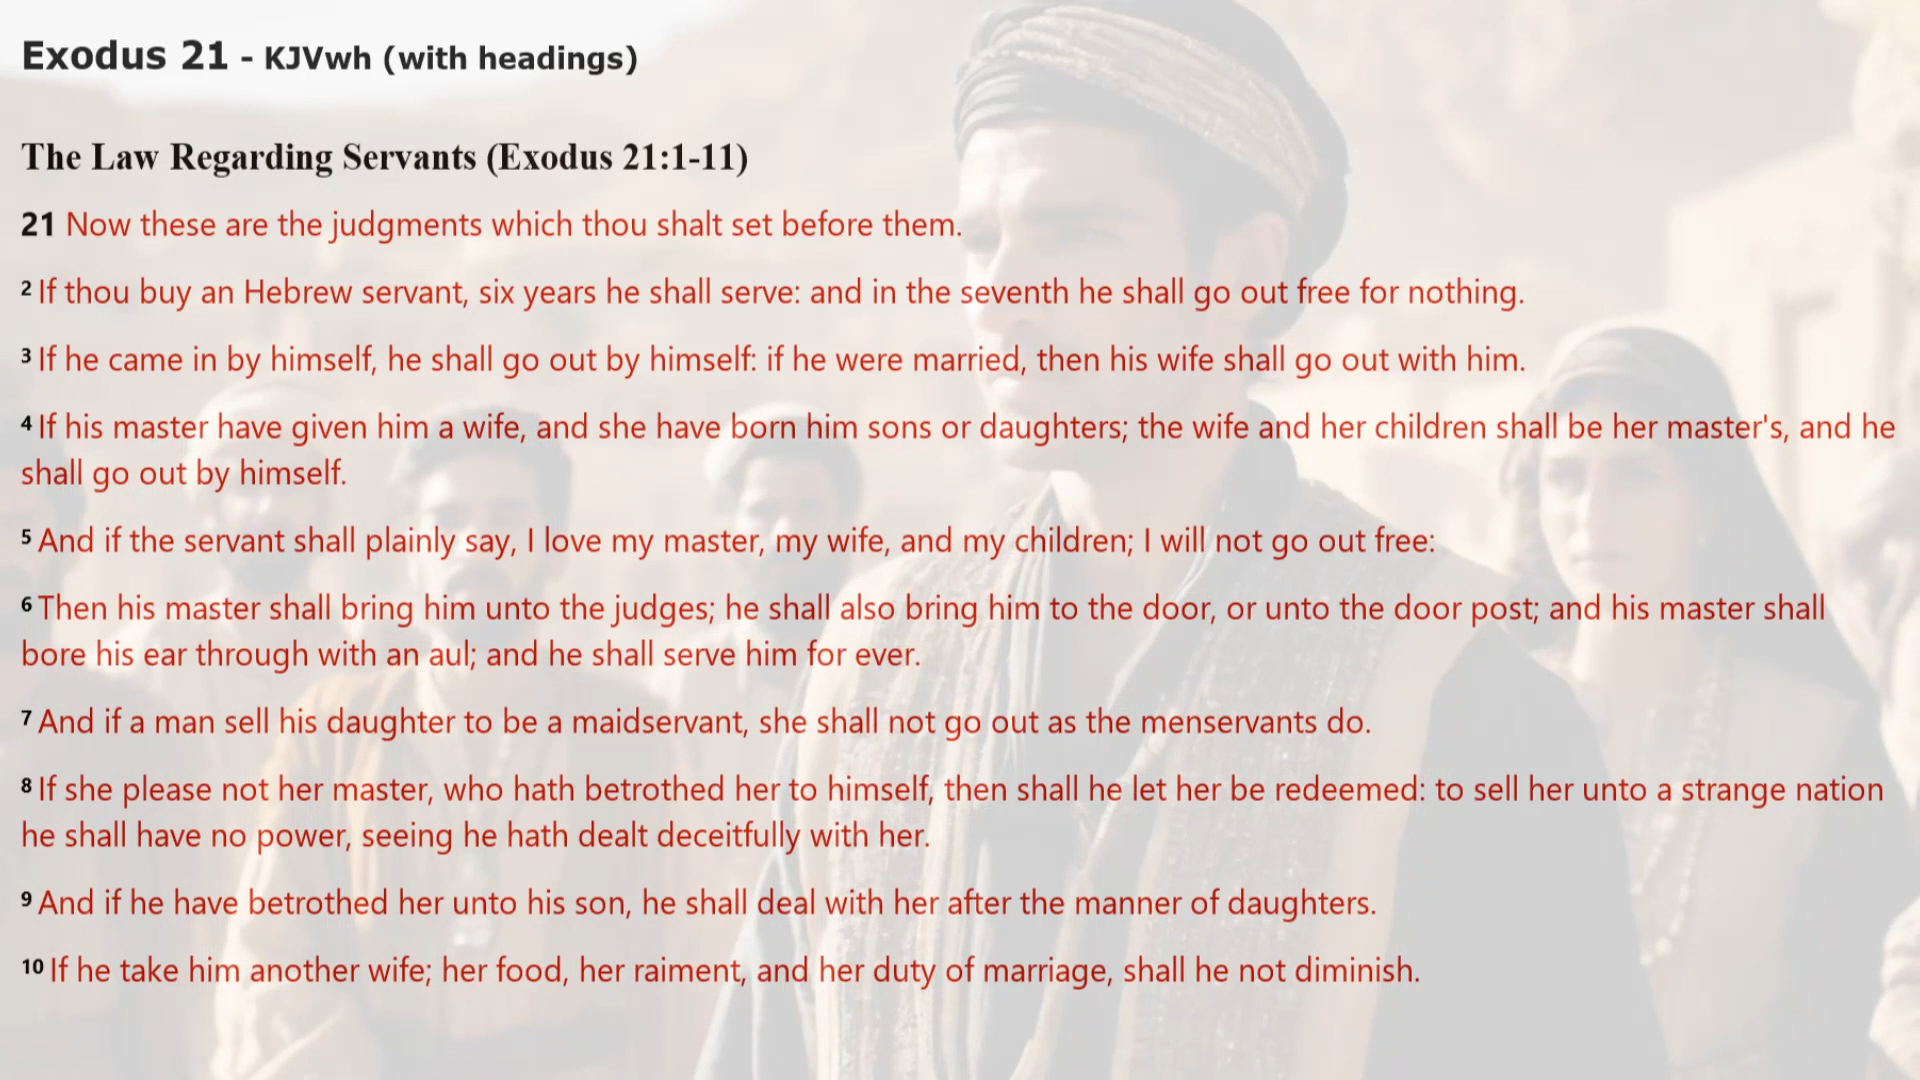 Exodus 21 - KJVwh (with headings)
The Law Regarding Servants (Exodus 21:1-11)
21 Now these are the judgments which thou shalt set before them.
2 If thou buy an Hebrew servant, six years he shall serve: and in the seventh he shall go out free for nothing.
3 If he came in by himself, he shall go out by himself: if he were married, then his wife shall go out with him.
4 If his master have given him a wife, and she have born him sons or daughters; the wife and her children shall be her master's, and he
shall go out by himself.
5 And if the servant shall plainly say, I love my master, my wife, and my children; I will not go out free:
6 Then his master shall bring him unto the judges; he shall also bring him to the door, or unto the door post; and his master shall
bore his ear through with an aul; and he shall serve him for ever.
7 And if a man sell his daughter to be a maidservant, she shall not go out as the menservants do.
8 If she please not her master, who hath betrothed her to himself, then shall he let her be redeemed: to sell her unto a strange nation
he shall have no power, seeing he hath dealt deceitfully with her.
9 And if he have betrothed her unto his son, he shall deal with her after the manner of daughters.
10 If he take him another wife; her food, her raiment, and her duty of marriage, shall he not diminish.